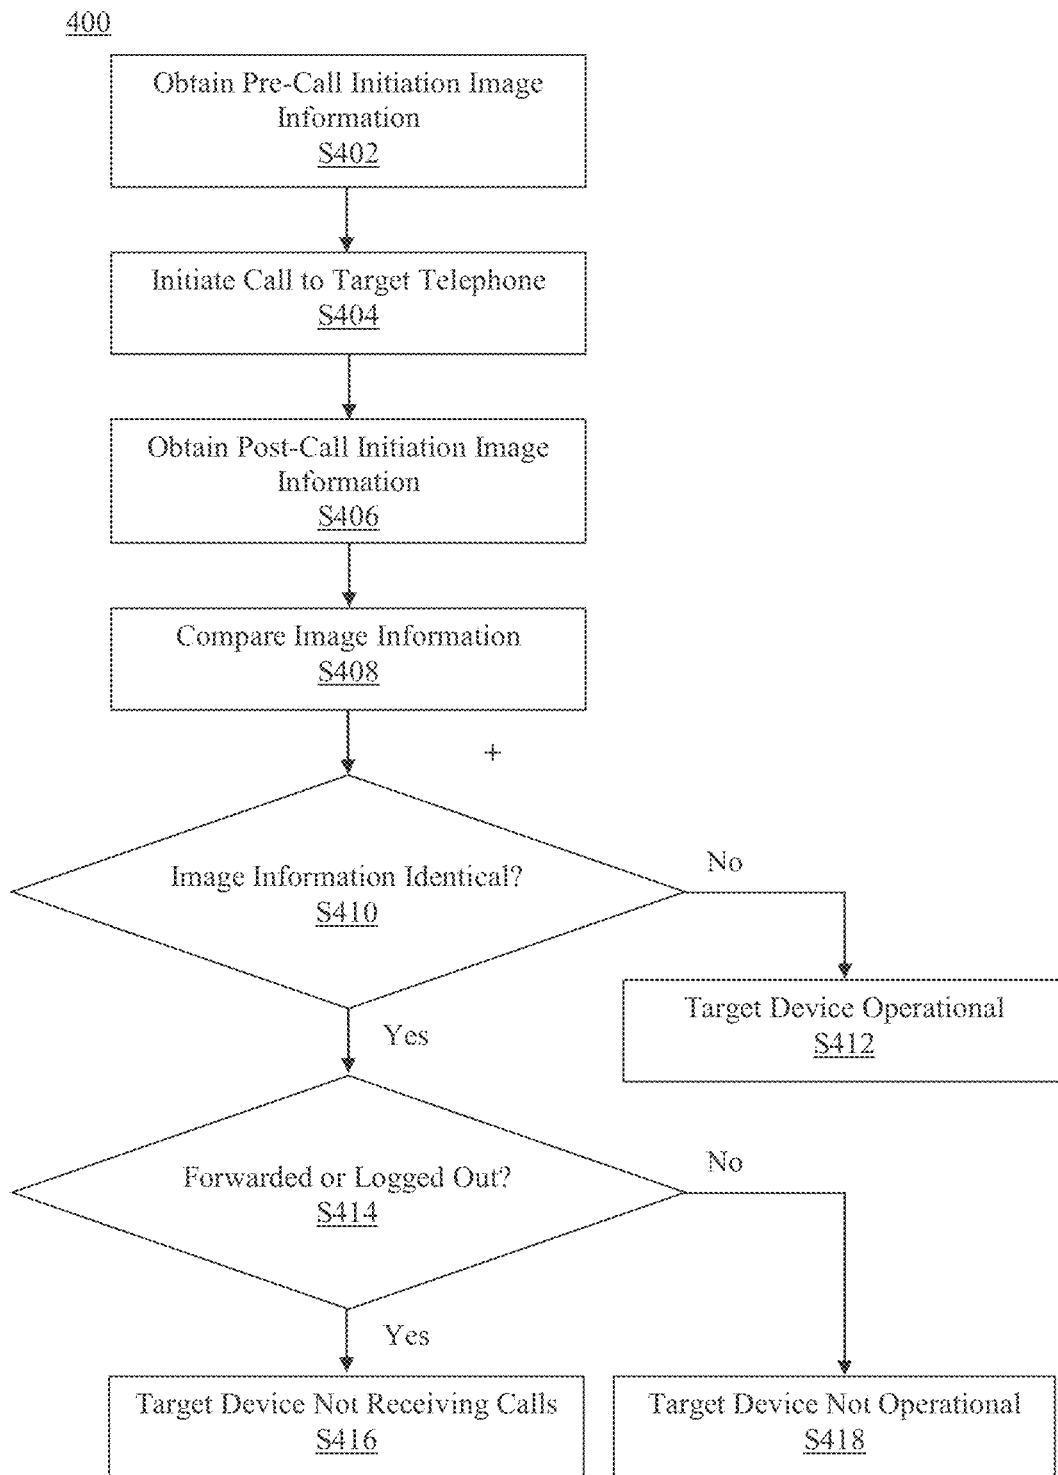 400
Obtain Pre-Call Initiation Image
Information
S402
Initiate Call to Target Telephone
S404
Obtain Post-Call Initiation Image
Information
S406
Compare Image Information
S408
+
Image Information Identical?
S410
No
Target Device Operational
S412
Yes
Forwarded or Logged Out?
S414
No
Yes
Target Device Not Receiving Calls
S416
Target Device Not Operational
S418